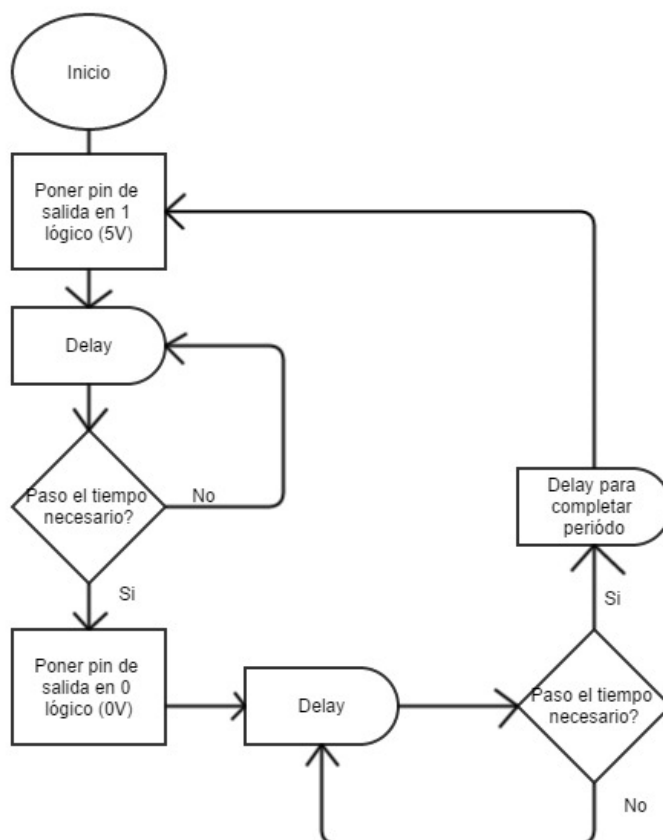 Inicio
Poner pin de
salida en 1
lógico (5V)
Delay
Paso el tiempo
necesario?
No
Si
Poner pin de
salida en 0
lógico (0V)
Delay
Paso el tiempo
necesario?
No
Si
Delay para
completar
periódo